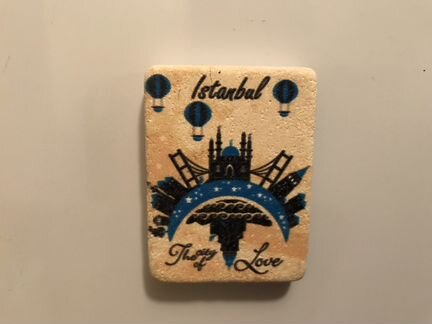 Istanbul
The city of Love